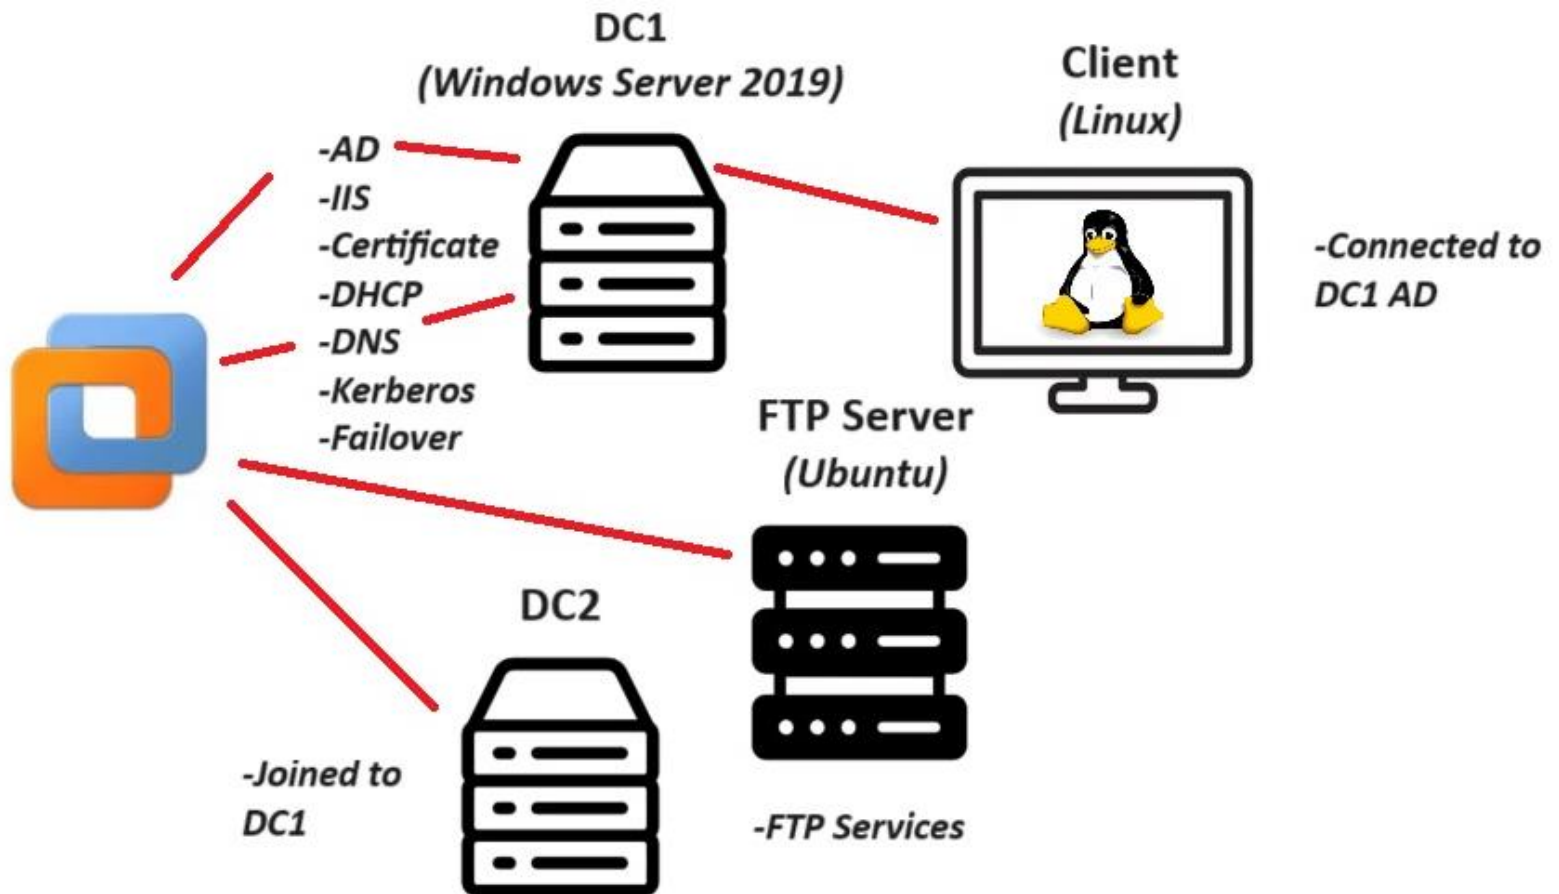 DC1
(Windows Server 2019)
-AD
-IIS
-Certificate
-DHCP
-DNS
-Kerberos
-Failover
Client
(Linux)
-Connected to
DC1 AD
FTP Server
(Ubuntu)
-FTP Services
DC2
-Joined to
DC1